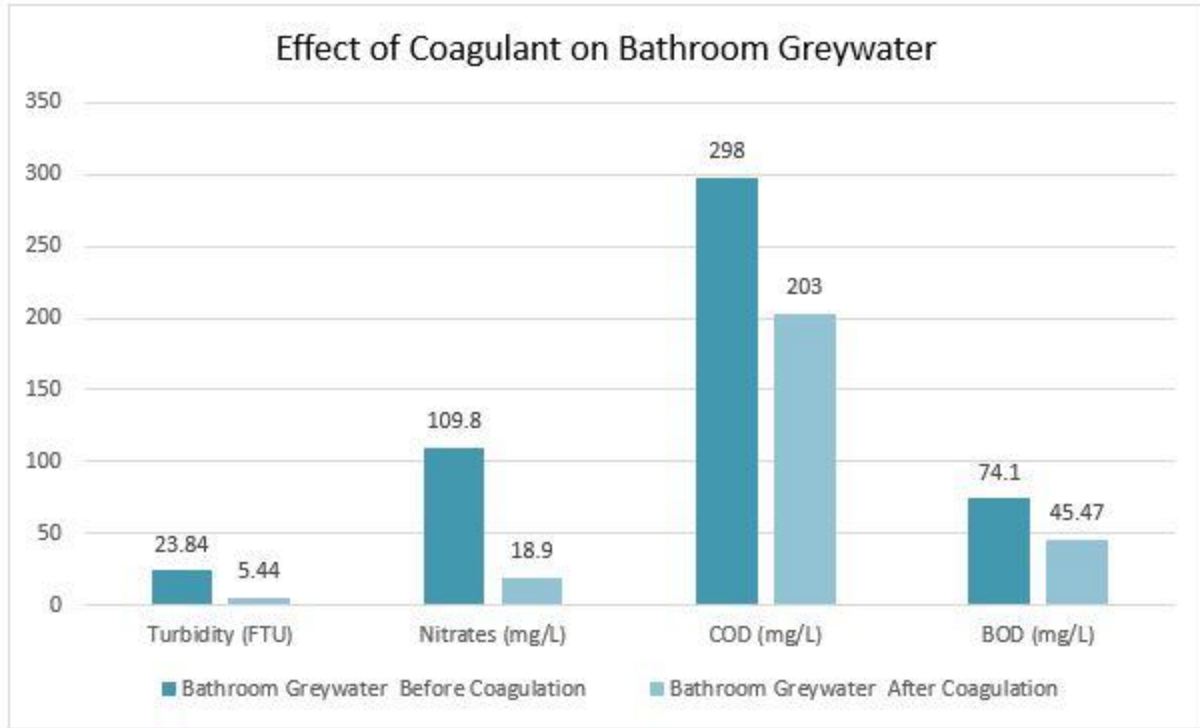 Effect of Coagulant on Bathroom Greywater
350
300
250
200
150
100
50
0
298
203
109.8
18.9
74.1
45.47
23.84
5.44
Turbidity (FTU)
Nitrates (mg/L)
COD (mg/L)
BOD (mg/L)
Bathroom Greywater Before Coagulation
Bathroom Greywater After Coagulation